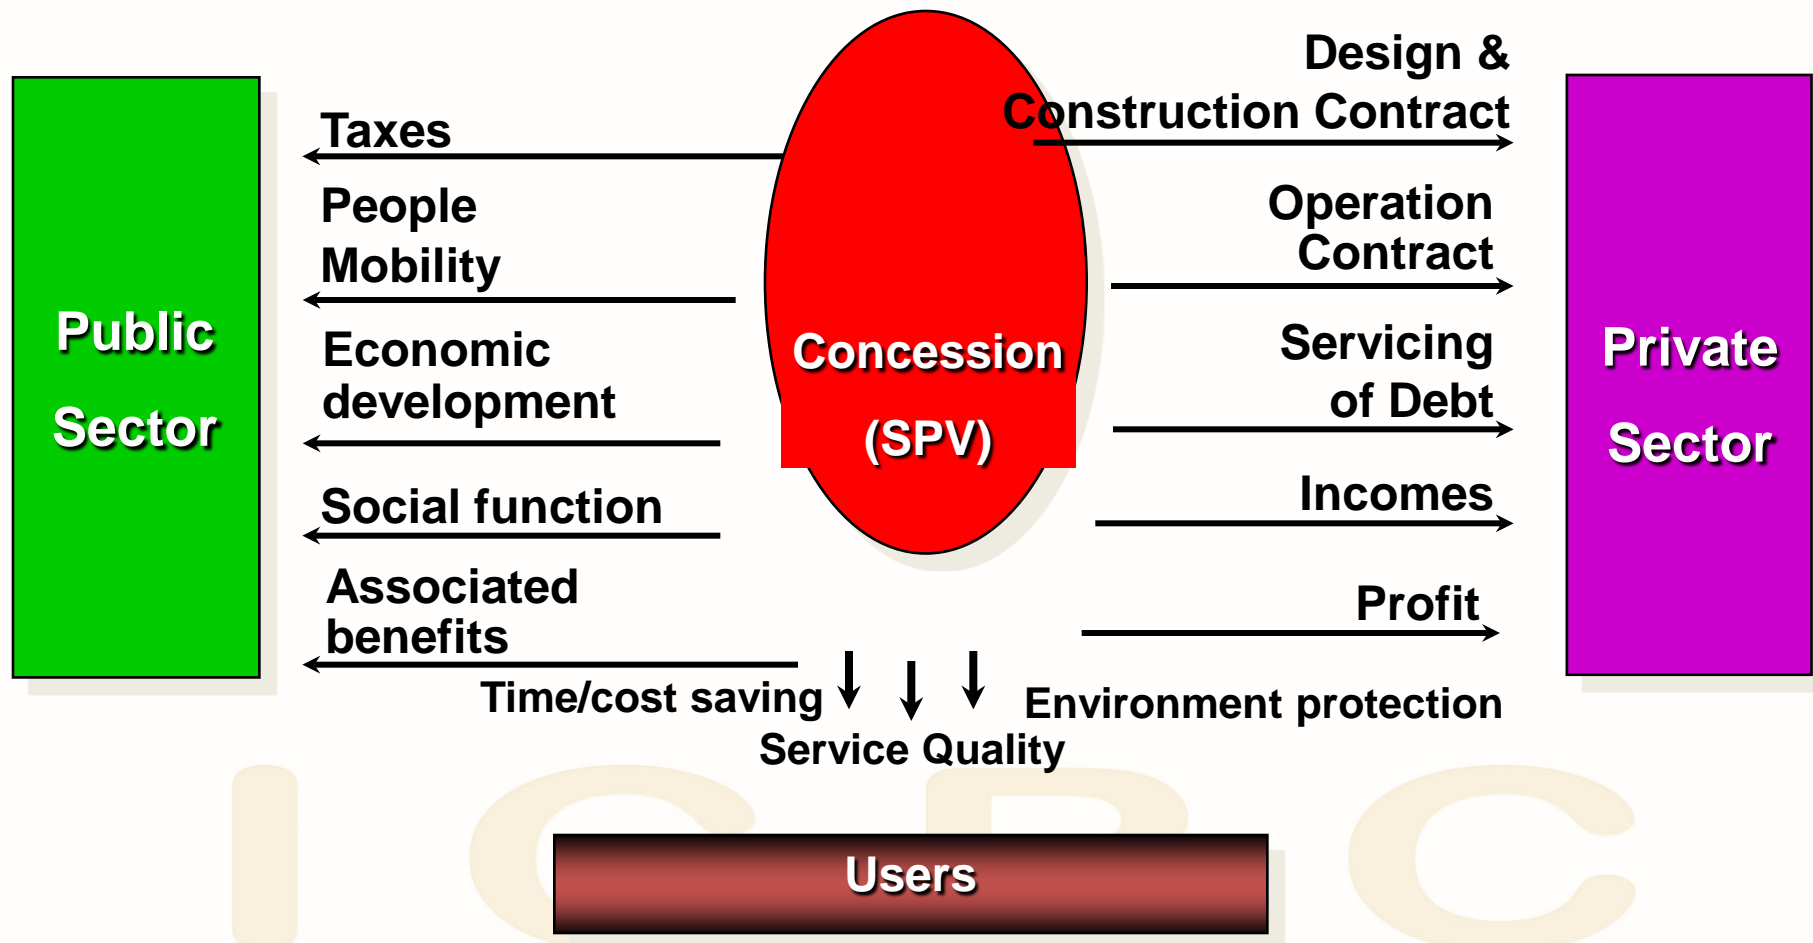 Public
Sector
Taxes
People
Mobility
Economic
development
Social function
Associated
benefits
Concession
(SPV)
Design &
Construction Contract
Operation
Contract
Servicing
of Debt
Incomes
Profit
Private
Sector
Time/cost saving
Service Quality
Environment protection
Users